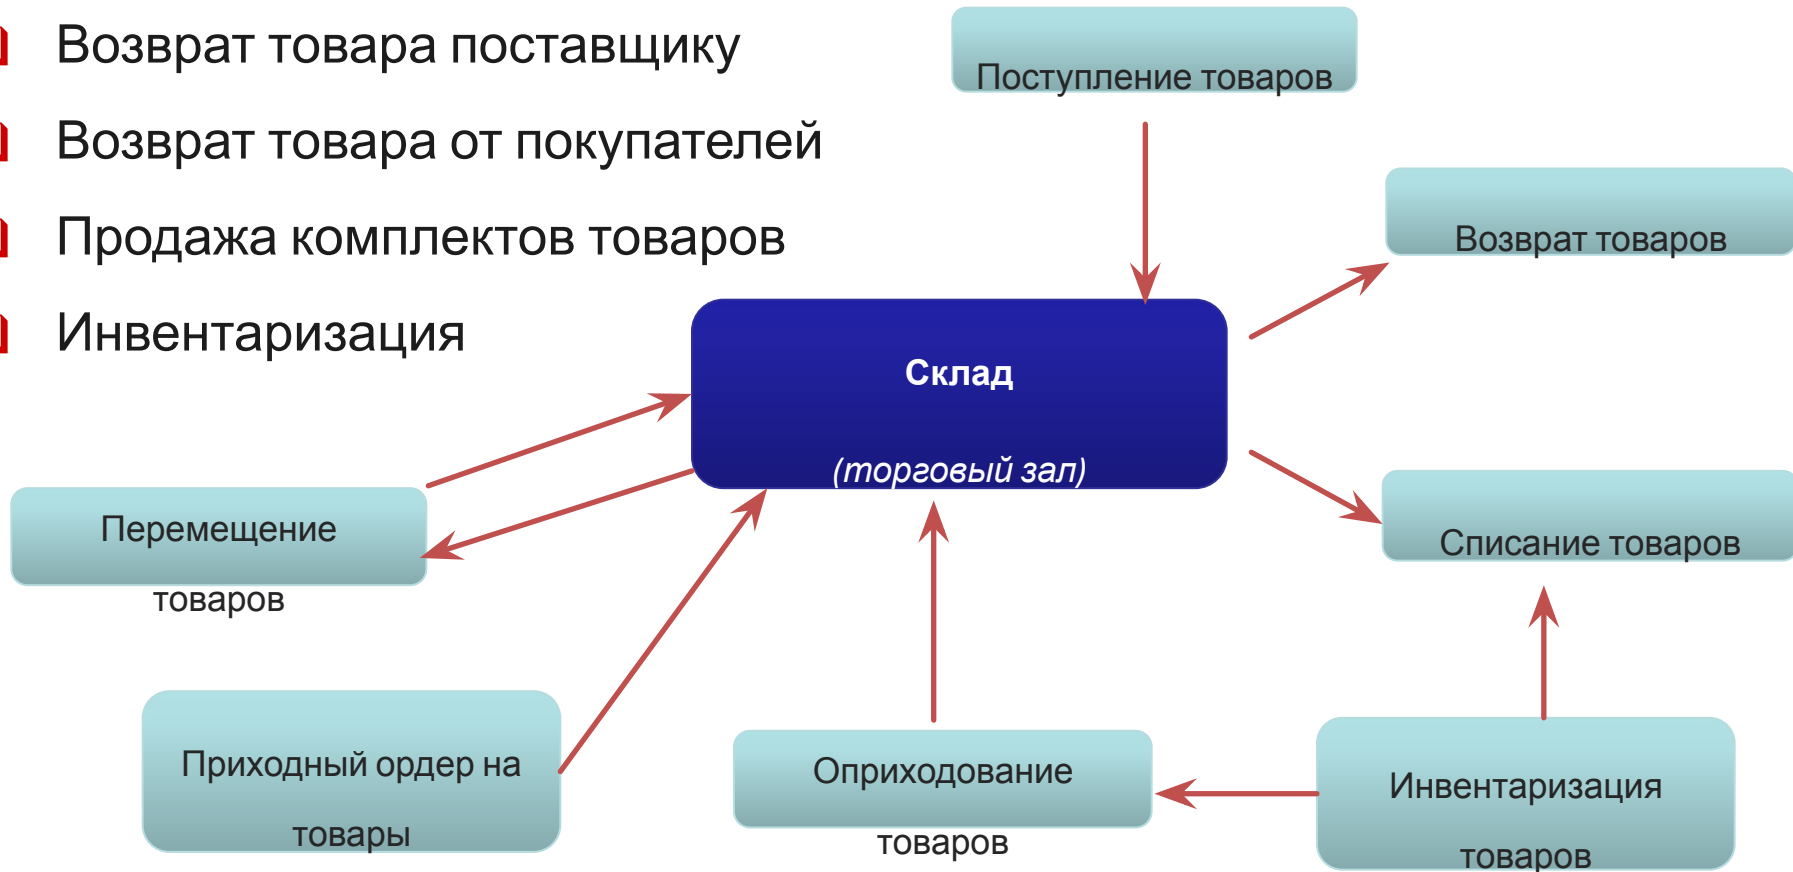 Возврат товара поставщику
Возврат товара от покупателей
Продажа комплектов товаров
Инвентаризация
Поступление товаров
Возврат товаров
Склад
(торговый зал)
Перемещение
товаров
Списание товаров
Приходный ордер на
товары
Оприходование
товаров
Инвентаризация
товаров